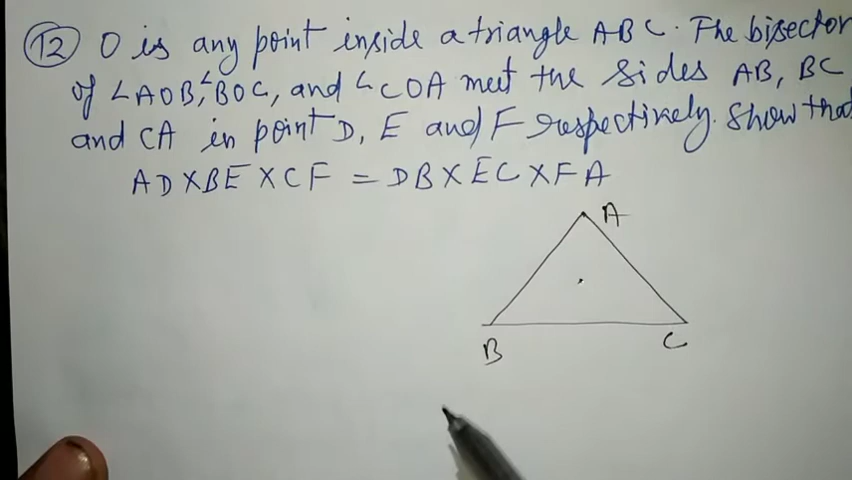 12 O is any point inside a triangle ABC. The bisector
of ∠AOB, ∠BOC, and ∠COA meet the sides AB, BC
and CA in point D, E and F respectively. Show that
AD×BE×CF = DB×EC×FA
A
B
C